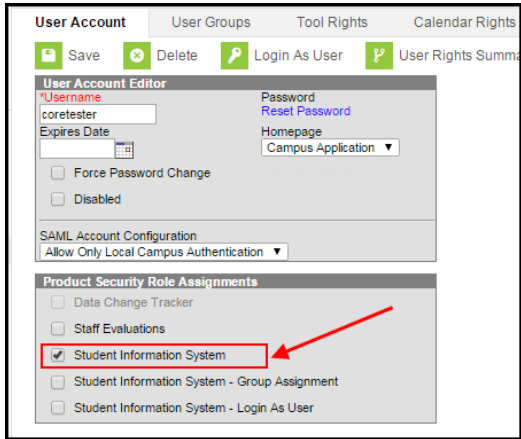 User Account User Groups Tool Rights Calendar Rights
Save Delete Login As User User Rights Summa
User Account Editor
*Username Password
coretester Reset Password
Expires Date Homepage
Campus Application
Force Password Change
Disabled
SAML Account Configuration
Allow Only Local Campus Authentication
Product Security Role Assignments
Data Change Tracker
Staff Evaluations
Student Information System
Student Information System - Group Assignment
Student Information System - Login As User